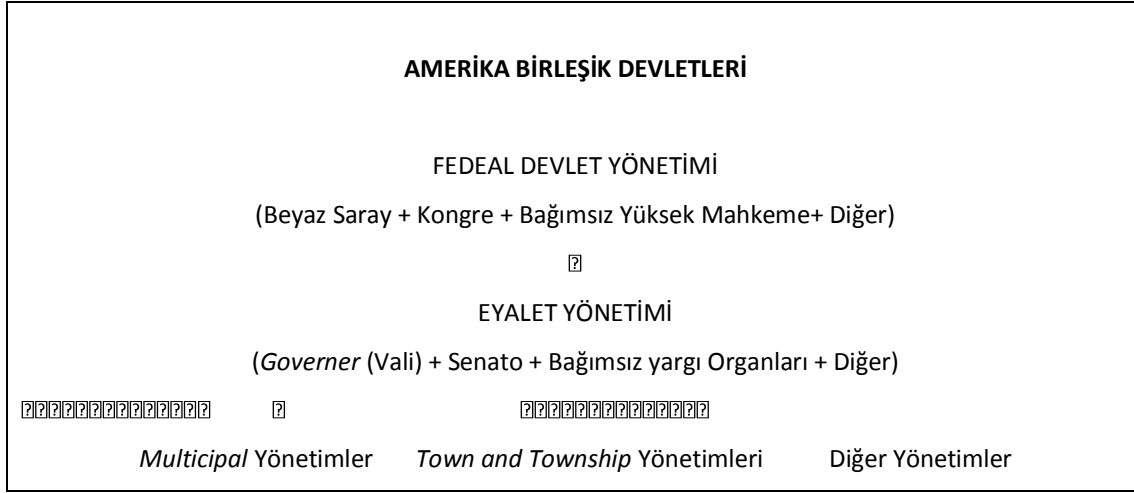 AMERİKA BİRLEŞİK DEVLETLERİ
FEDEAL DEVLET YÖNETİMİ
(Beyaz Saray + Kongre + Bağımsız Yüksek Mahkeme+ Diğer)
EYALET YÖNETİMİ
(Governer (Vali) + Senato + Bağımsız yargı Organları + Diğer)
Multicipal Yönetimler Town and Township Yönetimleri Diğer Yönetimler